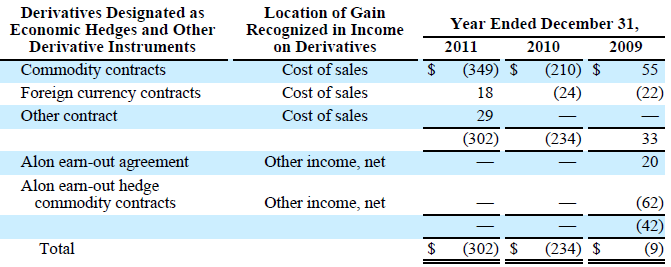 Derivatives Designated as Economic Hedges and Other Derivative Instruments Location of Gain Recognized in Income on Derivatives Year Ended December 31,
2011 2010 2009
Commodity contracts Cost of sales $ (349) $ (210) $ 55
Foreign currency contracts Cost of sales 18 (24) (22)
Other contract Cost of sales 29 — —
(302) (234) 33
Alon earn-out agreement Other income, net — — 20
Alon earn-out hedge
commodity contracts Other income, net — — (62)
— — (42)
Total $ (302) $ (234) $ (9)